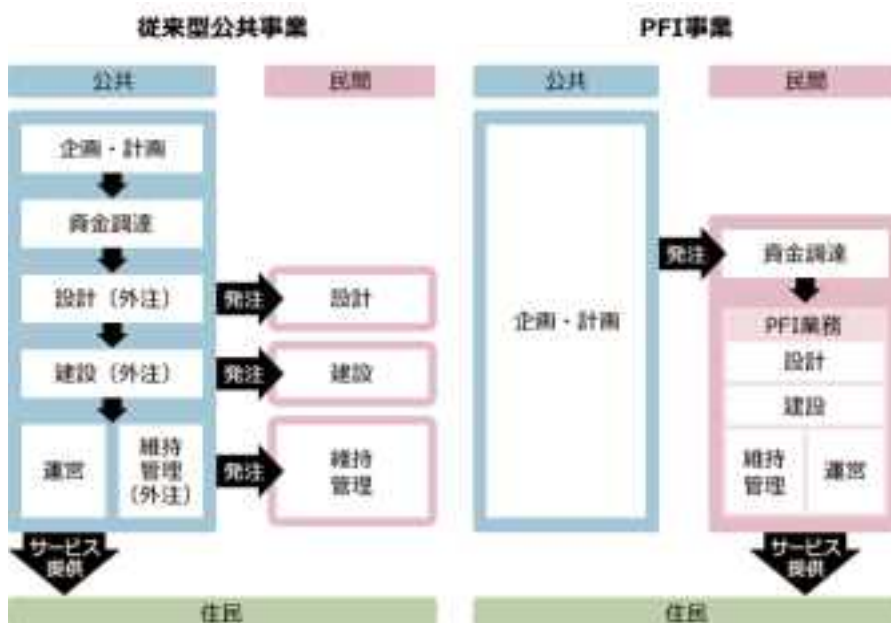 従来型公共事業
公共
民間
企画・計画
資金調達
設計（外注）
発注
設計
建設（外注）
発注
建設
運営
維持
管理
（外注）
発注
維持
管理
サービス
提供
住民
PFI事業
公共
民間
企画・計画
発注
資金調達
PFI業務
設計
建設
維持
管理
運営
サービス
提供
住民